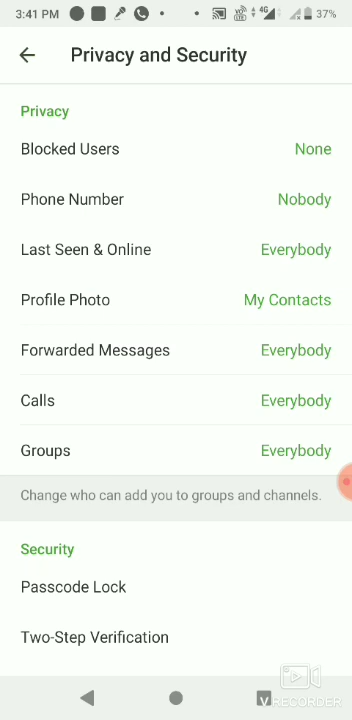 3:41 PM
4G
37%
Privacy and Security
Privacy
Blocked Users None
Phone Number Nobody
Last Seen & Online Everybody
Profile Photo My Contacts
Forwarded Messages Everybody
Calls Everybody
Groups Everybody
Change who can add you to groups and channels.
Security
Passcode Lock
Two-Step Verification
V RECORDER